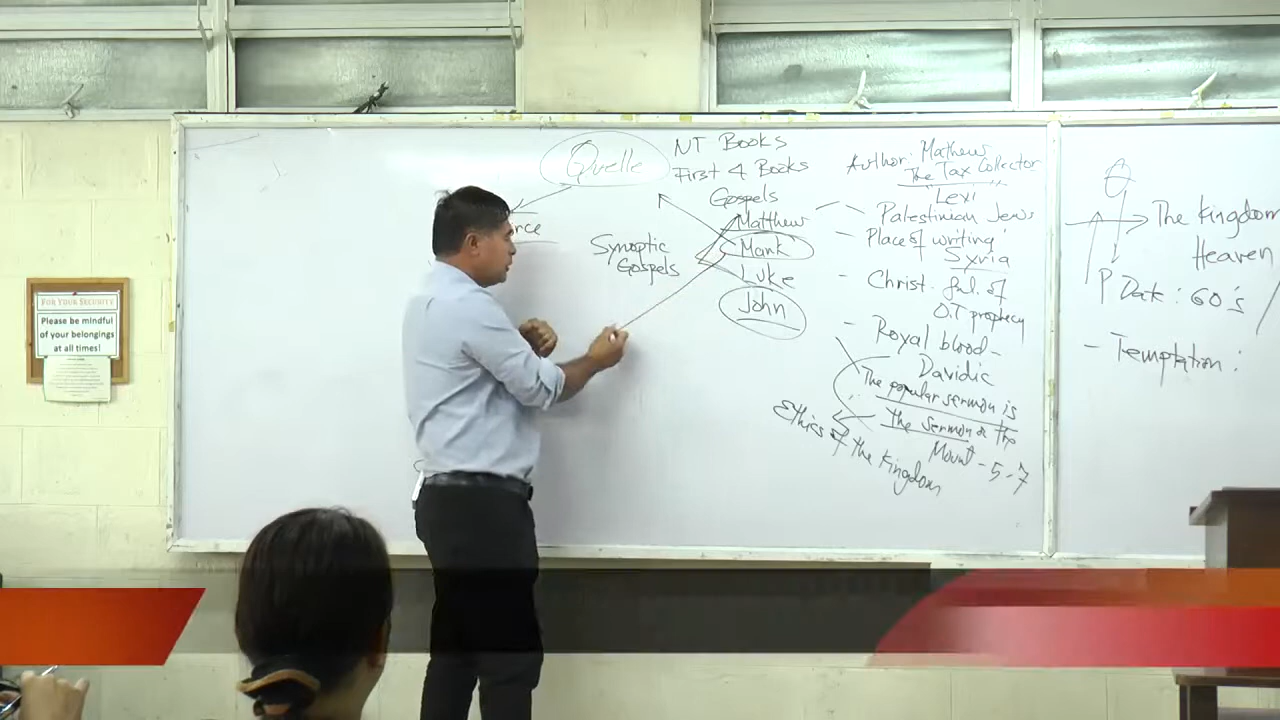 Quelle
rce
NT Books
First 4 Books
Gospels
Matthew
Mark
Luke
John
Synoptic
Gospels
Author: Mathew
The Tax Collector
"Levi"
Palestinian Jews
- Place of writing
Syria
- Christ. ful. of
O.T prophecy
- Royal blood -
Davidic
The popular sermon is
The Sermon on the
Mount - 5-7
Ethics of the Kingdom
The Kingdom
Heaven
P Date: 60's
- Temptation:
FOR YOUR SECURITY
Please be mindful
of your belongings
at all times!